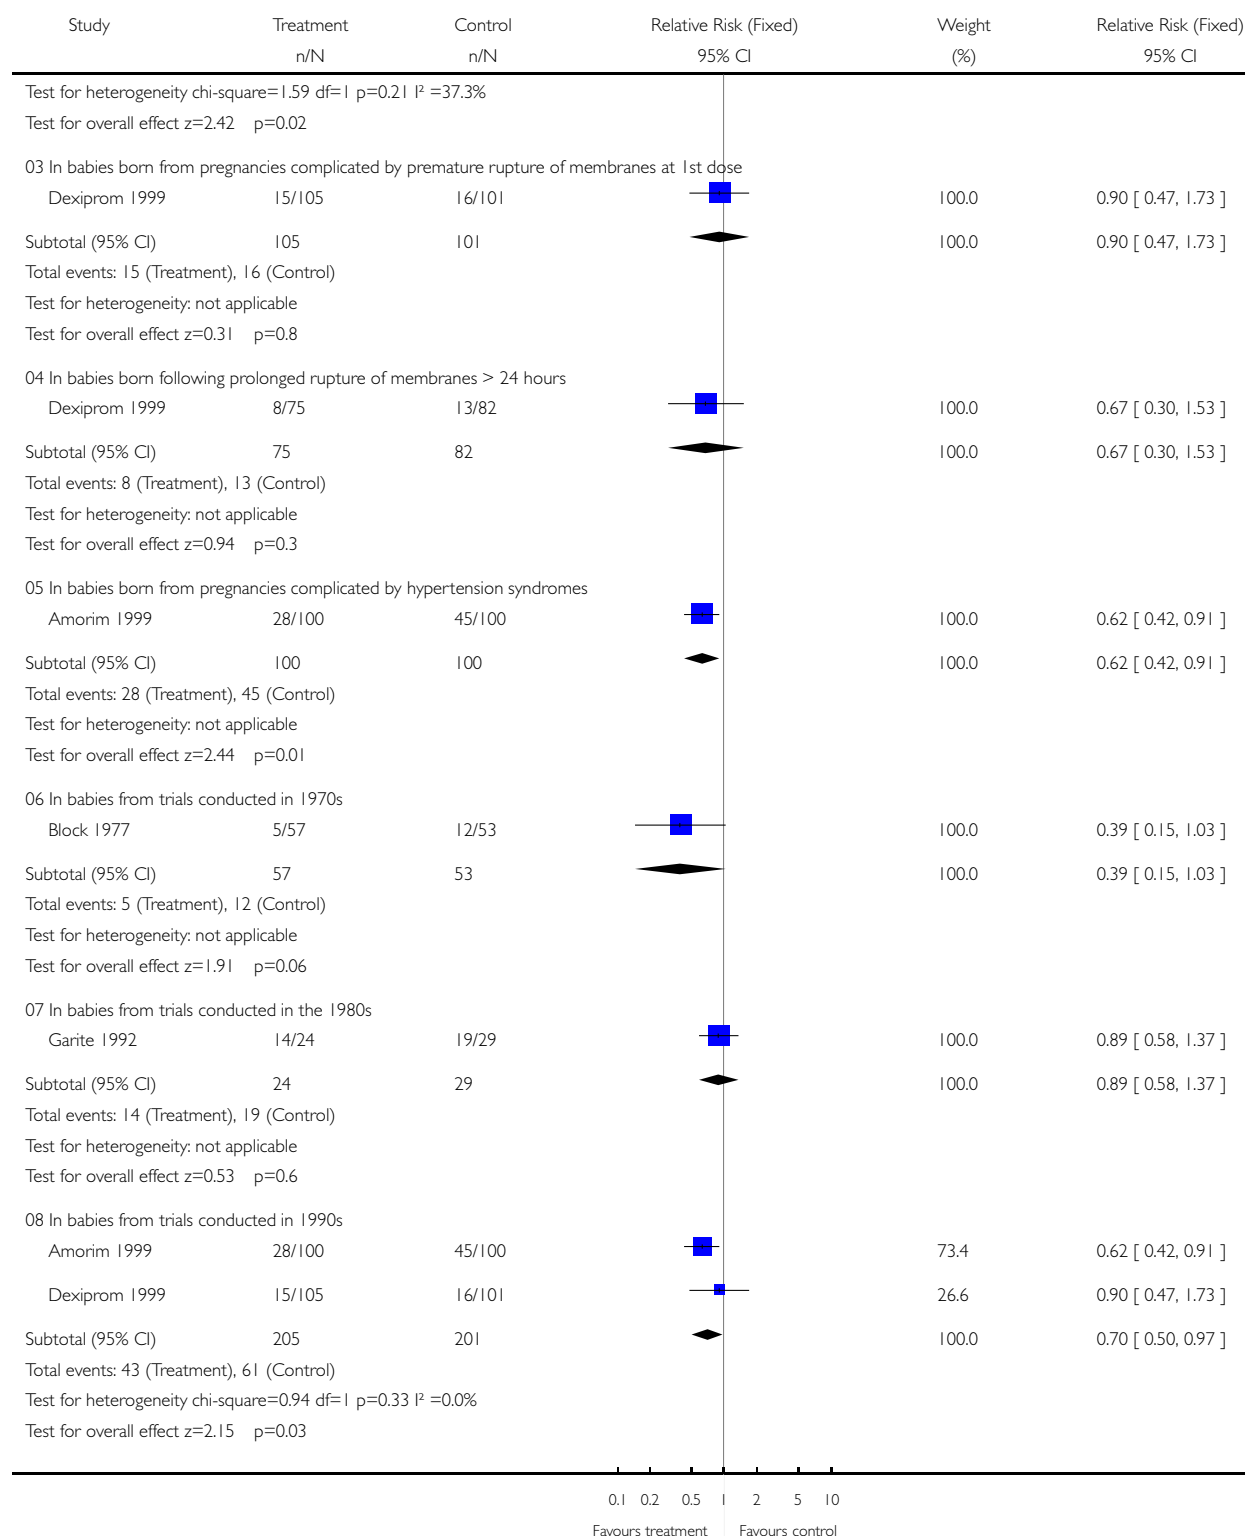 Study Treatment Control Relative Risk (Fixed) Weight Relative Risk (Fixed)
n/N n/N 95% CI (%) 95% CI
Test for heterogeneity chi-square=1.59 df=1 p=0.21 I² =37.3%
Test for overall effect z=2.42 p=0.02
03 In babies born from pregnancies complicated by premature rupture of membranes at 1st dose
Dexiprom 1999 15/105 16/101 100.0 0.90 [ 0.47, 1.73 ]
Subtotal (95% CI) 105 101 100.0 0.90 [ 0.47, 1.73 ]
Total events: 15 (Treatment), 16 (Control)
Test for heterogeneity: not applicable
Test for overall effect z=0.31 p=0.8
04 In babies born following prolonged rupture of membranes > 24 hours
Dexiprom 1999 8/75 13/82 100.0 0.67 [ 0.30, 1.53 ]
Subtotal (95% CI) 75 82 100.0 0.67 [ 0.30, 1.53 ]
Total events: 8 (Treatment), 13 (Control)
Test for heterogeneity: not applicable
Test for overall effect z=0.94 p=0.3
05 In babies born from pregnancies complicated by hypertension syndromes
Amorim 1999 28/100 45/100 100.0 0.62 [ 0.42, 0.91 ]
Subtotal (95% CI) 100 100 100.0 0.62 [ 0.42, 0.91 ]
Total events: 28 (Treatment), 45 (Control)
Test for heterogeneity: not applicable
Test for overall effect z=2.44 p=0.01
06 In babies from trials conducted in 1970s
Block 1977 5/57 12/53 100.0 0.39 [ 0.15, 1.03 ]
Subtotal (95% CI) 57 53 100.0 0.39 [ 0.15, 1.03 ]
Total events: 5 (Treatment), 12 (Control)
Test for heterogeneity: not applicable
Test for overall effect z=1.91 p=0.06
07 In babies from trials conducted in the 1980s
Garite 1992 14/24 19/29 100.0 0.89 [ 0.58, 1.37 ]
Subtotal (95% CI) 24 29 100.0 0.89 [ 0.58, 1.37 ]
Total events: 14 (Treatment), 19 (Control)
Test for heterogeneity: not applicable
Test for overall effect z=0.53 p=0.6
08 In babies from trials conducted in 1990s
Amorim 1999 28/100 45/100 73.4 0.62 [ 0.42, 0.91 ]
Dexiprom 1999 15/105 16/101 26.6 0.90 [ 0.47, 1.73 ]
Subtotal (95% CI) 205 201 100.0 0.70 [ 0.50, 0.97 ]
Total events: 43 (Treatment), 61 (Control)
Test for heterogeneity chi-square=0.94 df=1 p=0.33 I² =0.0%
Test for overall effect z=2.15 p=0.03
0.1 0.2 0.5 1 2 5 10
Favours treatment Favours control